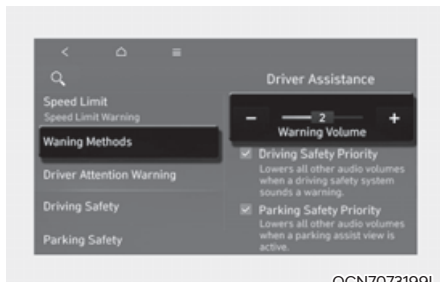 Driver Assistance
Speed Limit
Speed Limit Warning
Waning Methods
Driver Attention Warning
Driving Safety
Parking Safety
– 2 +
Warning Volume
Driving Safety Priority
Lowers all other audio volumes
when a driving safety system
sounds a warning.
Parking Safety Priority
Lowers all other audio volumes
when a parking assist view is
active.